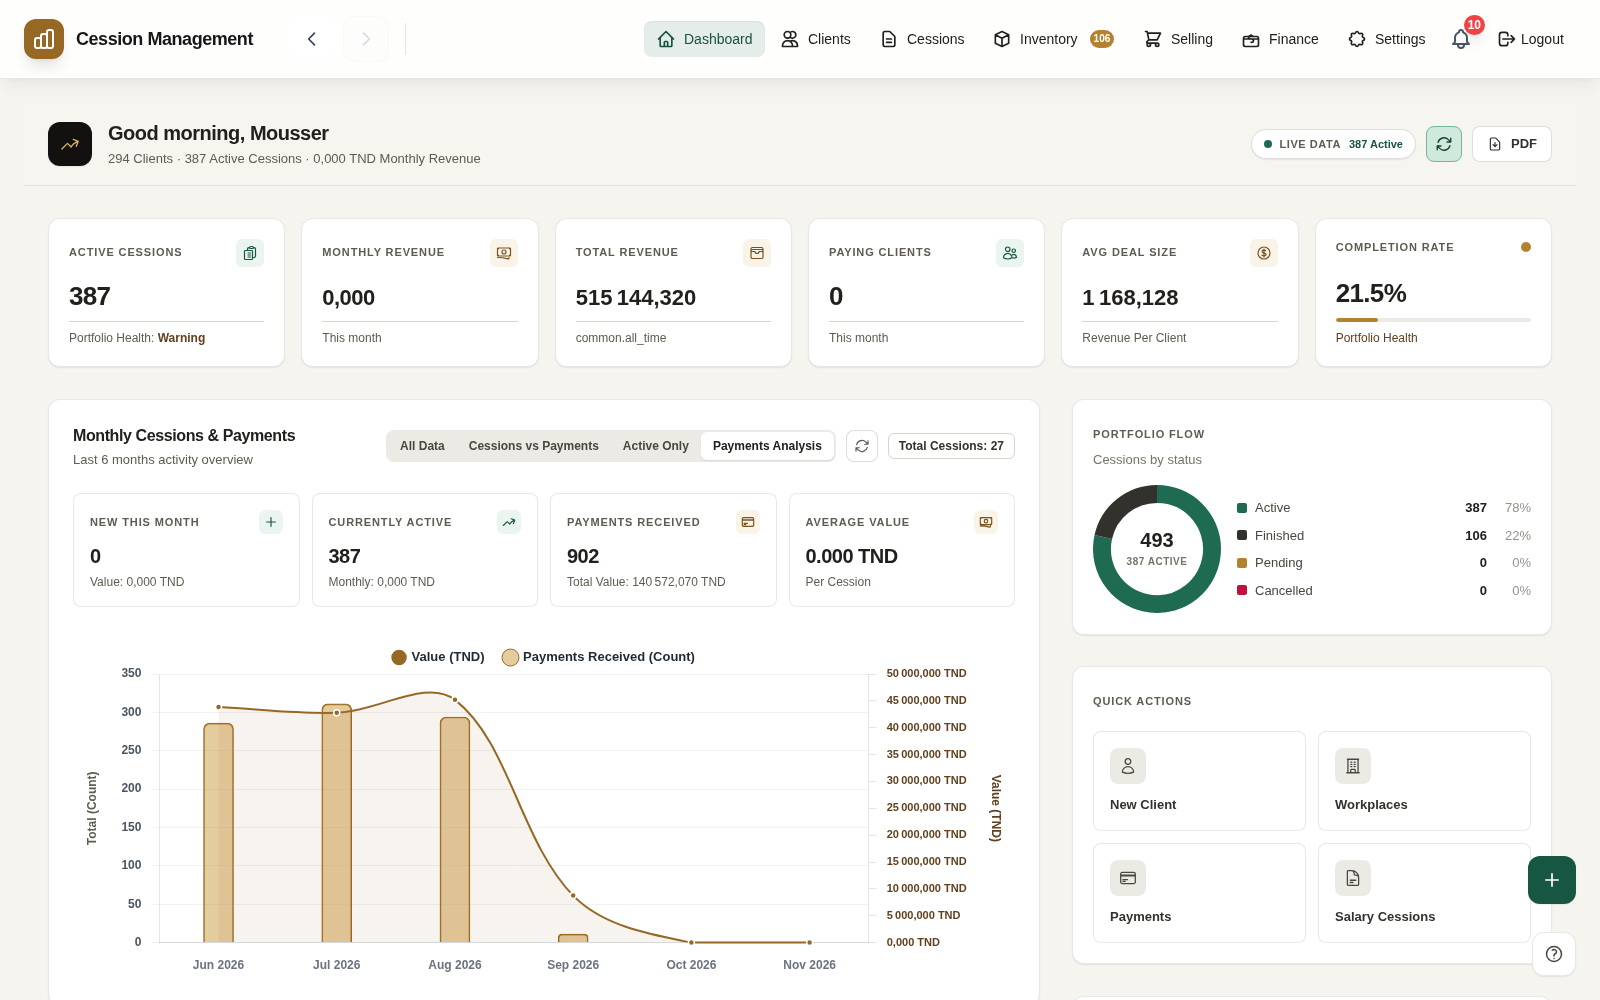 Cession Management
Dashboard
Clients
Cessions
Inventory 106
Selling
Finance
Settings
10
Logout
Good morning, Mousser
294 Clients · 387 Active Cessions · 0,000 TND Monthly Revenue
LIVE DATA 387 Active
PDF
ACTIVE CESSIONS
387
Portfolio Health: Warning
MONTHLY REVENUE
0,000
This month
TOTAL REVENUE
515 144,320
common.all_time
PAYING CLIENTS
0
This month
AVG DEAL SIZE
1 168,128
Revenue Per Client
COMPLETION RATE
21.5%
Portfolio Health
Monthly Cessions & Payments
Last 6 months activity overview
All Data
Cessions vs Payments
Active Only
Payments Analysis
Total Cessions: 27
NEW THIS MONTH
0
Value: 0,000 TND
CURRENTLY ACTIVE
387
Monthly: 0,000 TND
PAYMENTS RECEIVED
902
Total Value: 140 572,070 TND
AVERAGE VALUE
0.000 TND
Per Cession
Value (TND)
Payments Received (Count)
350
300
250
200
150
100
50
0
Total (Count)
50 000,000 TND
45 000,000 TND
40 000,000 TND
35 000,000 TND
30 000,000 TND
25 000,000 TND
20 000,000 TND
15 000,000 TND
10 000,000 TND
5 000,000 TND
0,000 TND
Value (TND)
Jun 2026
Jul 2026
Aug 2026
Sep 2026
Oct 2026
Nov 2026
PORTFOLIO FLOW
Cessions by status
493
387 ACTIVE
Active 387 78%
Finished 106 22%
Pending 0 0%
Cancelled 0 0%
QUICK ACTIONS
New Client
Workplaces
Payments
Salary Cessions